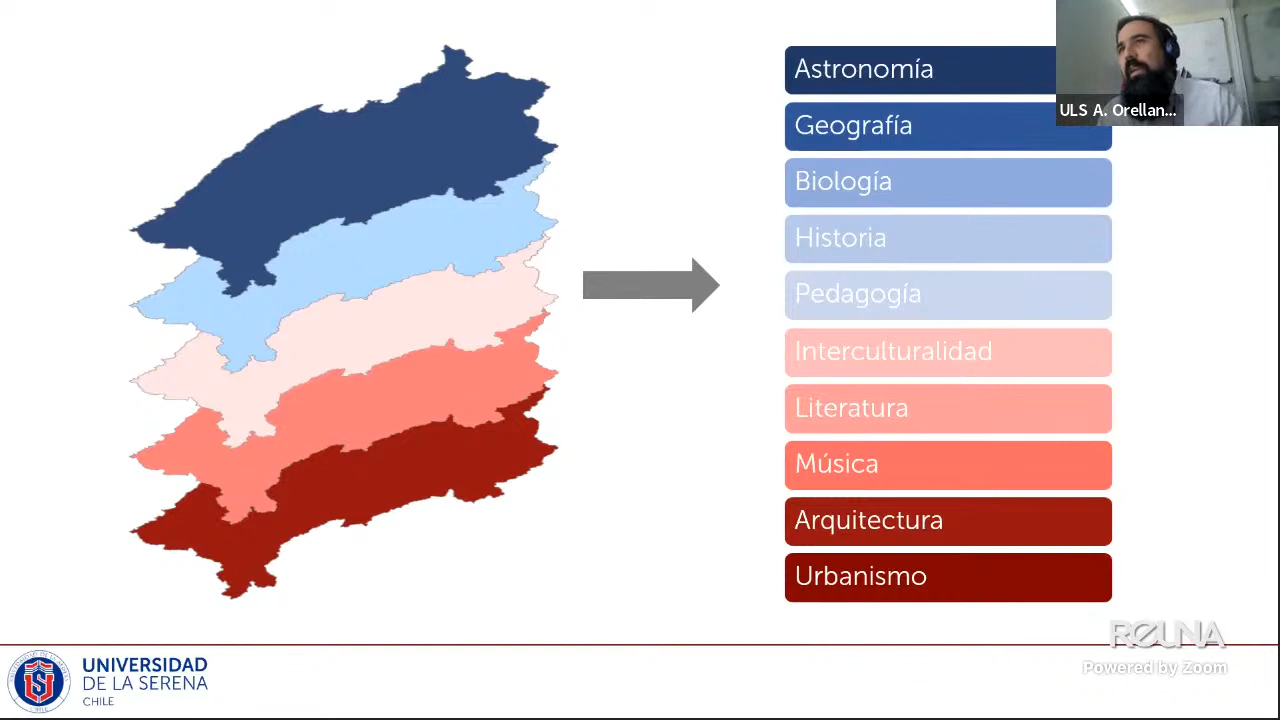 Astronomía
ULS A. Orellan...
Geografía
Biología
Historia
Pedagogía
Interculturalidad
Literatura
Música
Arquitectura
Urbanismo
REUNA
Powered by Zoom
UNIVERSIDAD
DE LA SERENA
CHILE